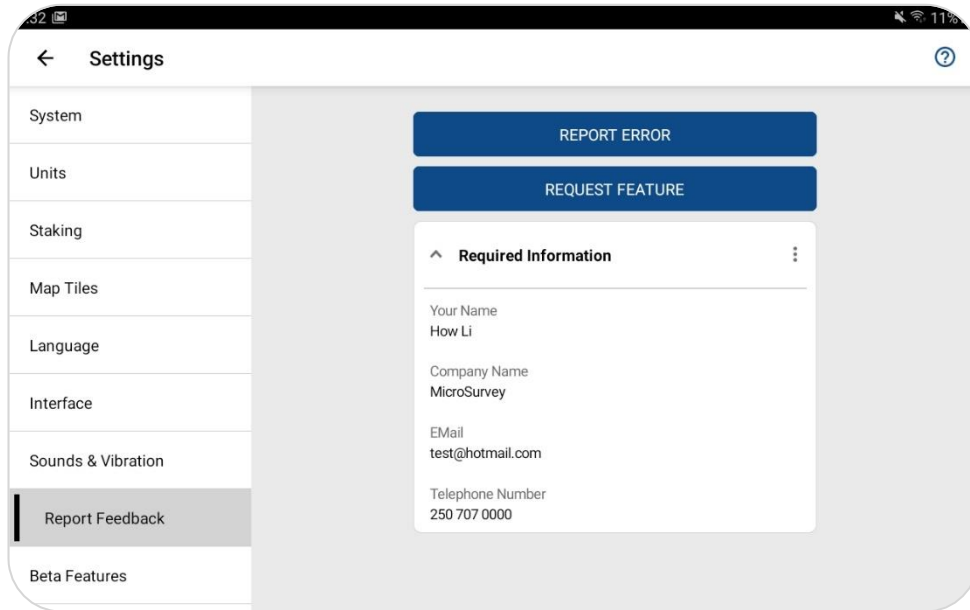 :32 11%
Settings
System
Units
Staking
Map Tiles
Language
Interface
Sounds & Vibration
Report Feedback
Beta Features
REPORT ERROR
REQUEST FEATURE
Required Information
Your Name
How Li
Company Name
MicroSurvey
EMail
test@hotmail.com
Telephone Number
250 707 0000